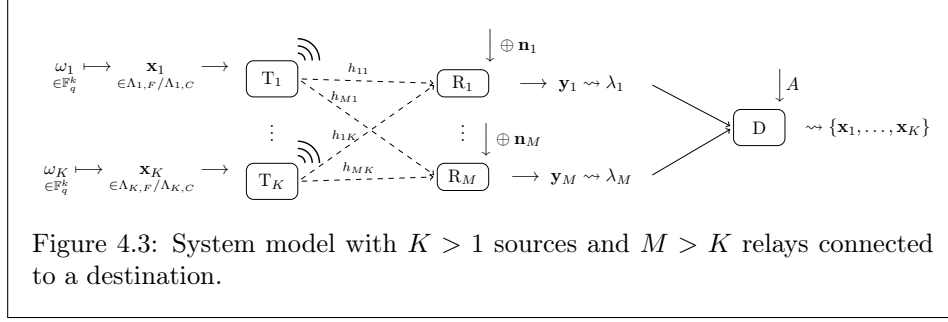 ω₁ ⟼ x₁ ⟶ T₁ h₁₁ R₁ ⊕ n₁ ⟶ y₁ ⇝ λ₁
∈𝔽_q^k ∈Λ_{1,F}/Λ_{1,C} h_{M1} A
⋮ h_{1K} ⋮ ⊕ n_M D ⇝ {x₁, . . . , x_K}
ω_K ⟼ x_K ⟶ T_K h_{MK} R_M ⟶ y_M ⇝ λ_M
∈𝔽_q^k ∈Λ_{K,F}/Λ_{K,C}
Figure 4.3: System model with K > 1 sources and M > K relays connected
to a destination.